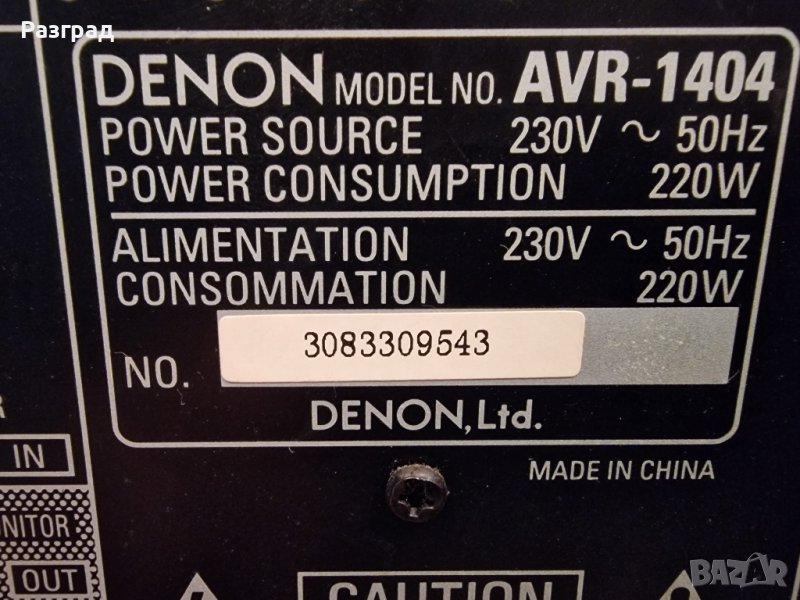 Разград
DENON MODEL NO. AVR-1404
POWER SOURCE 230V ~ 50Hz
POWER CONSUMPTION 220W
ALIMENTATION 230V ~ 50Hz
CONSOMMATION 220W
NO. 3083309543
DENON, Ltd.
MADE IN CHINA
IN
OUT
CAUTION
BAZAR